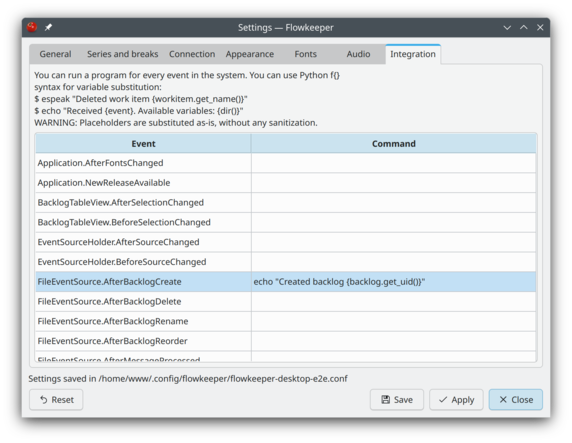 Settings — Flowkeeper
General Series and breaks Connection Appearance Fonts Audio Integration
You can run a program for every event in the system. You can use Python f{}
syntax for variable substitution:
$ espeak "Deleted work item {workitem.get_name()}"
$ echo "Received {event}. Available variables: {dir()}"
WARNING: Placeholders are substituted as-is, without any sanitization.
Event Command
Application.AfterFontsChanged
Application.NewReleaseAvailable
BacklogTableView.AfterSelectionChanged
BacklogTableView.BeforeSelectionChanged
EventSourceHolder.AfterSourceChanged
EventSourceHolder.BeforeSourceChanged
FileEventSource.AfterBacklogCreate echo "Created backlog {backlog.get_uid()}"
FileEventSource.AfterBacklogDelete
FileEventSource.AfterBacklogRename
FileEventSource.AfterBacklogReorder
FileEventSource.AfterMessageProcessed
Settings saved in /home/www/.config/flowkeeper/flowkeeper-desktop-e2e.conf
Reset Save Apply Close